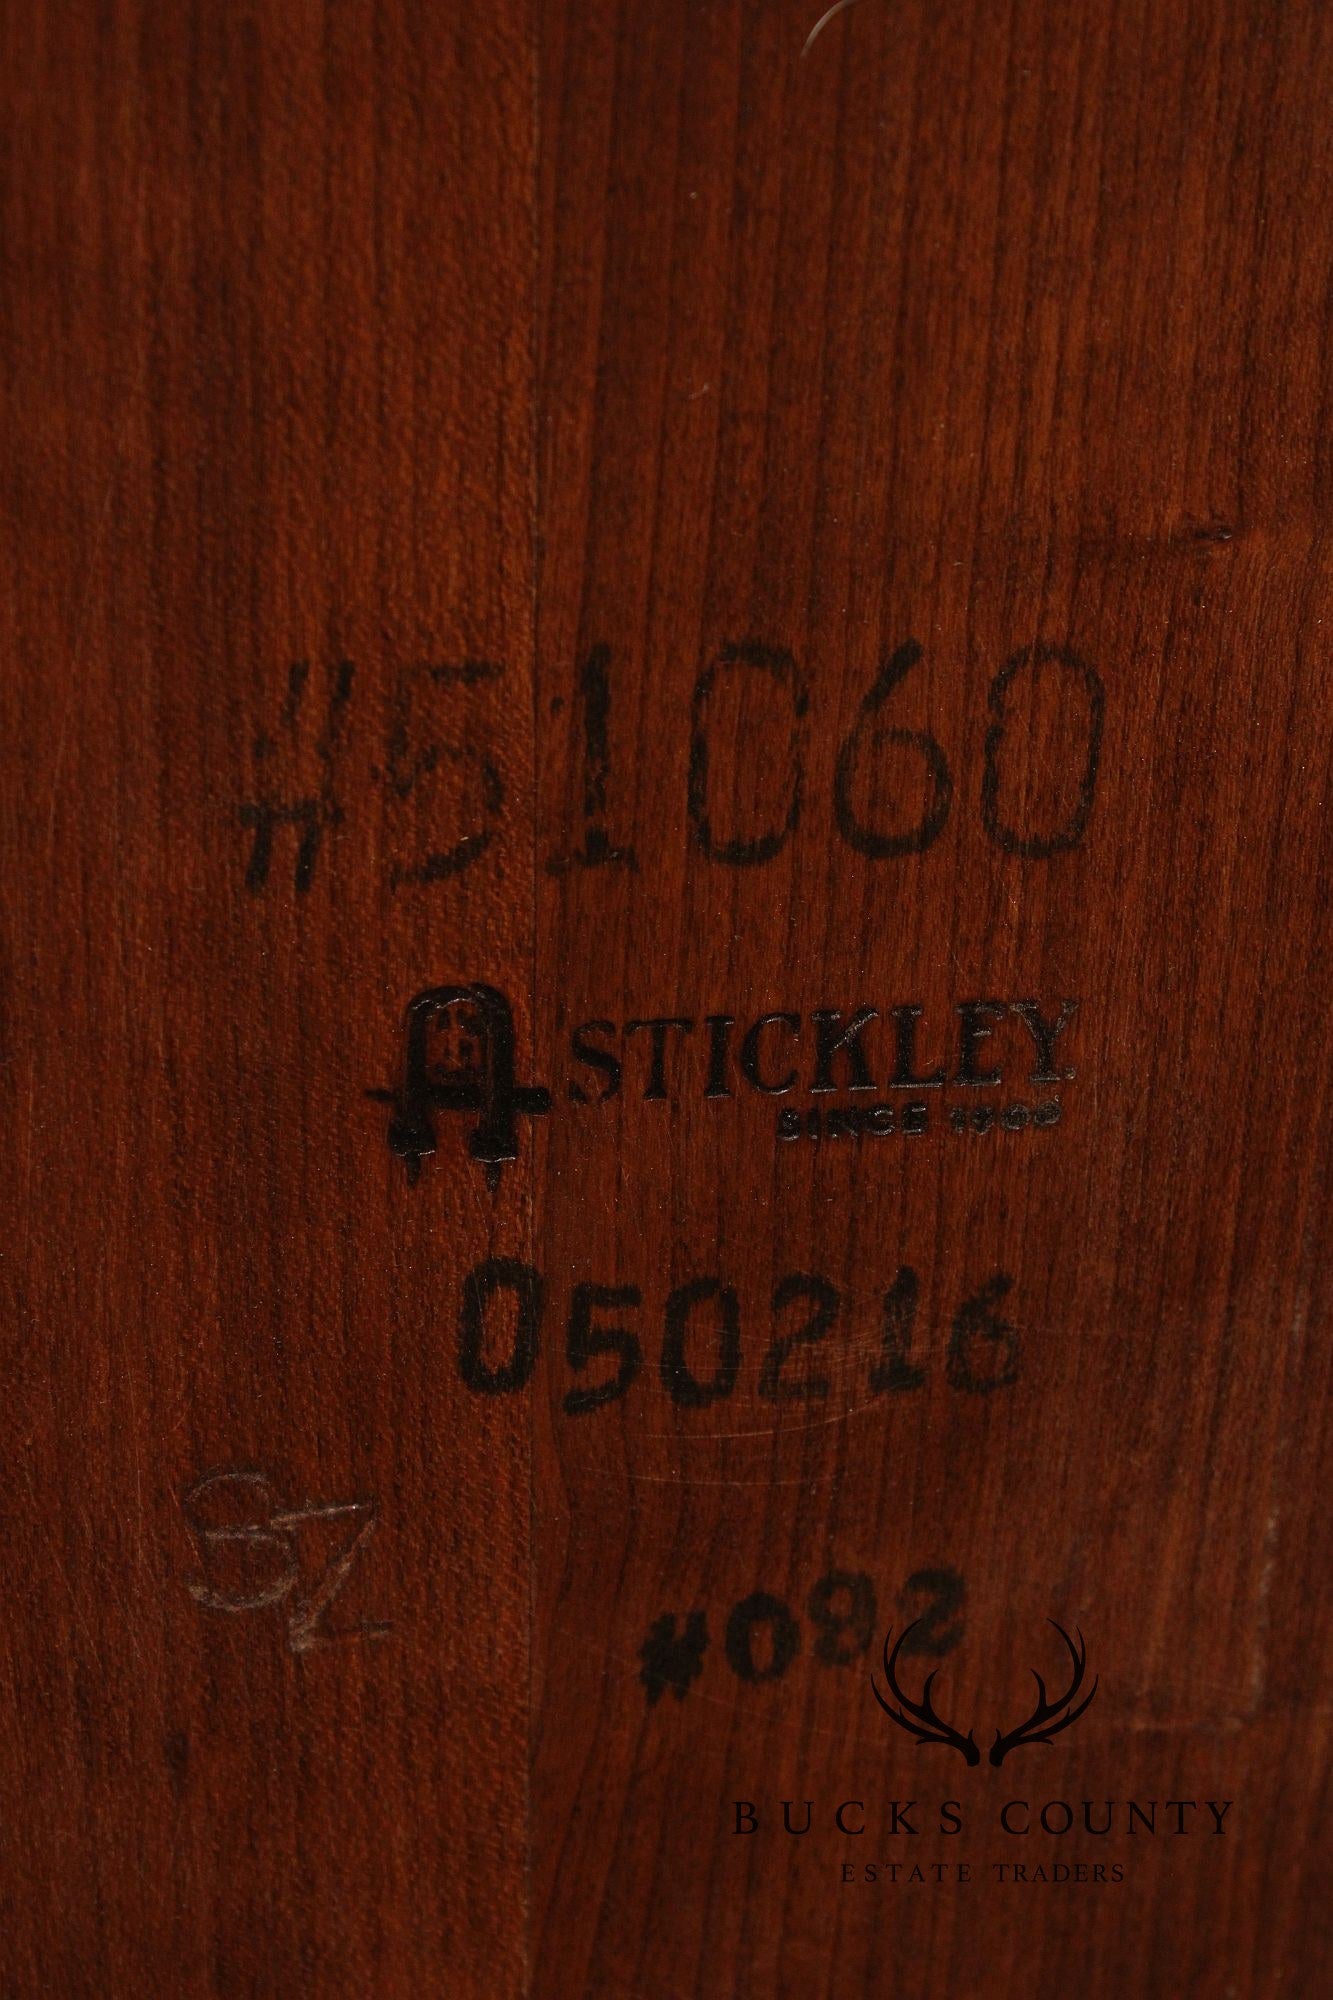 #51060
STICKLEY
SINCE 1900
050216
#092
BUCKS COUNTY
ESTATE TRADERS